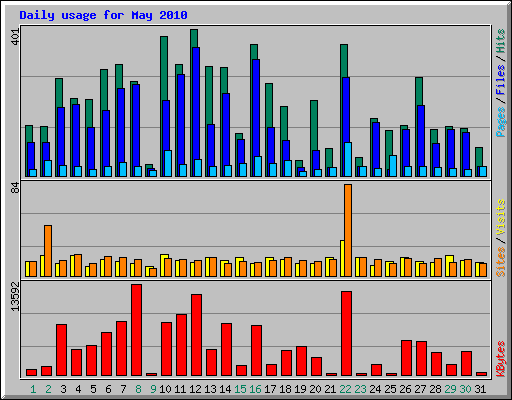 Daily usage for May 2010
401
Pages / Files / Hits
84
Sites / Visits
13592
KBytes
1 2 3 4 5 6 7 8 9 10 11 12 13 14 15 16 17 18 19 20 21 22 23 24 25 26 27 28 29 30 31